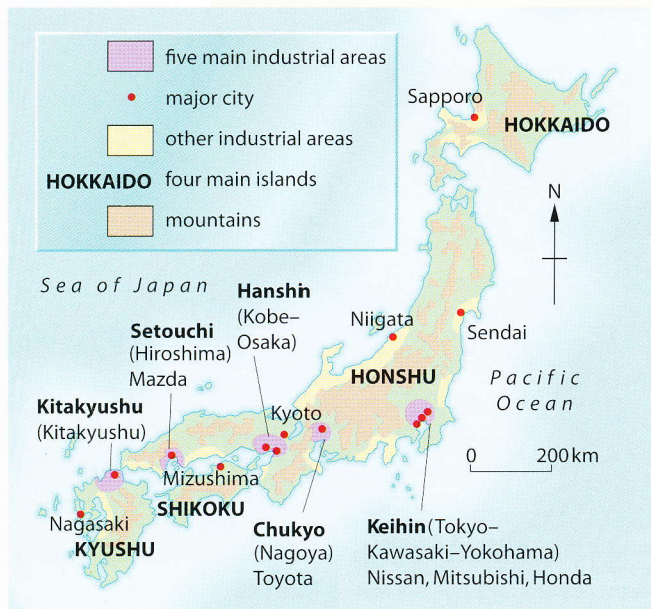 five main industrial areas
major city
other industrial areas
HOKKAIDO four main islands
mountains
Sapporo
HOKKAIDO
N
Sea of Japan
Hanshin
(Kobe–
Osaka)
Setouchi
(Hiroshima)
Mazda
Niigata
Sendai
HONSHU
Pacific
Ocean
Kitakyushu
(Kitakyushu)
Kyoto
0 200 km
Mizushima
SHIKOKU
Nagasaki
KYUSHU
Chukyo
(Nagoya)
Toyota
Keihin (Tokyo–
Kawasaki–Yokohama)
Nissan, Mitsubishi, Honda